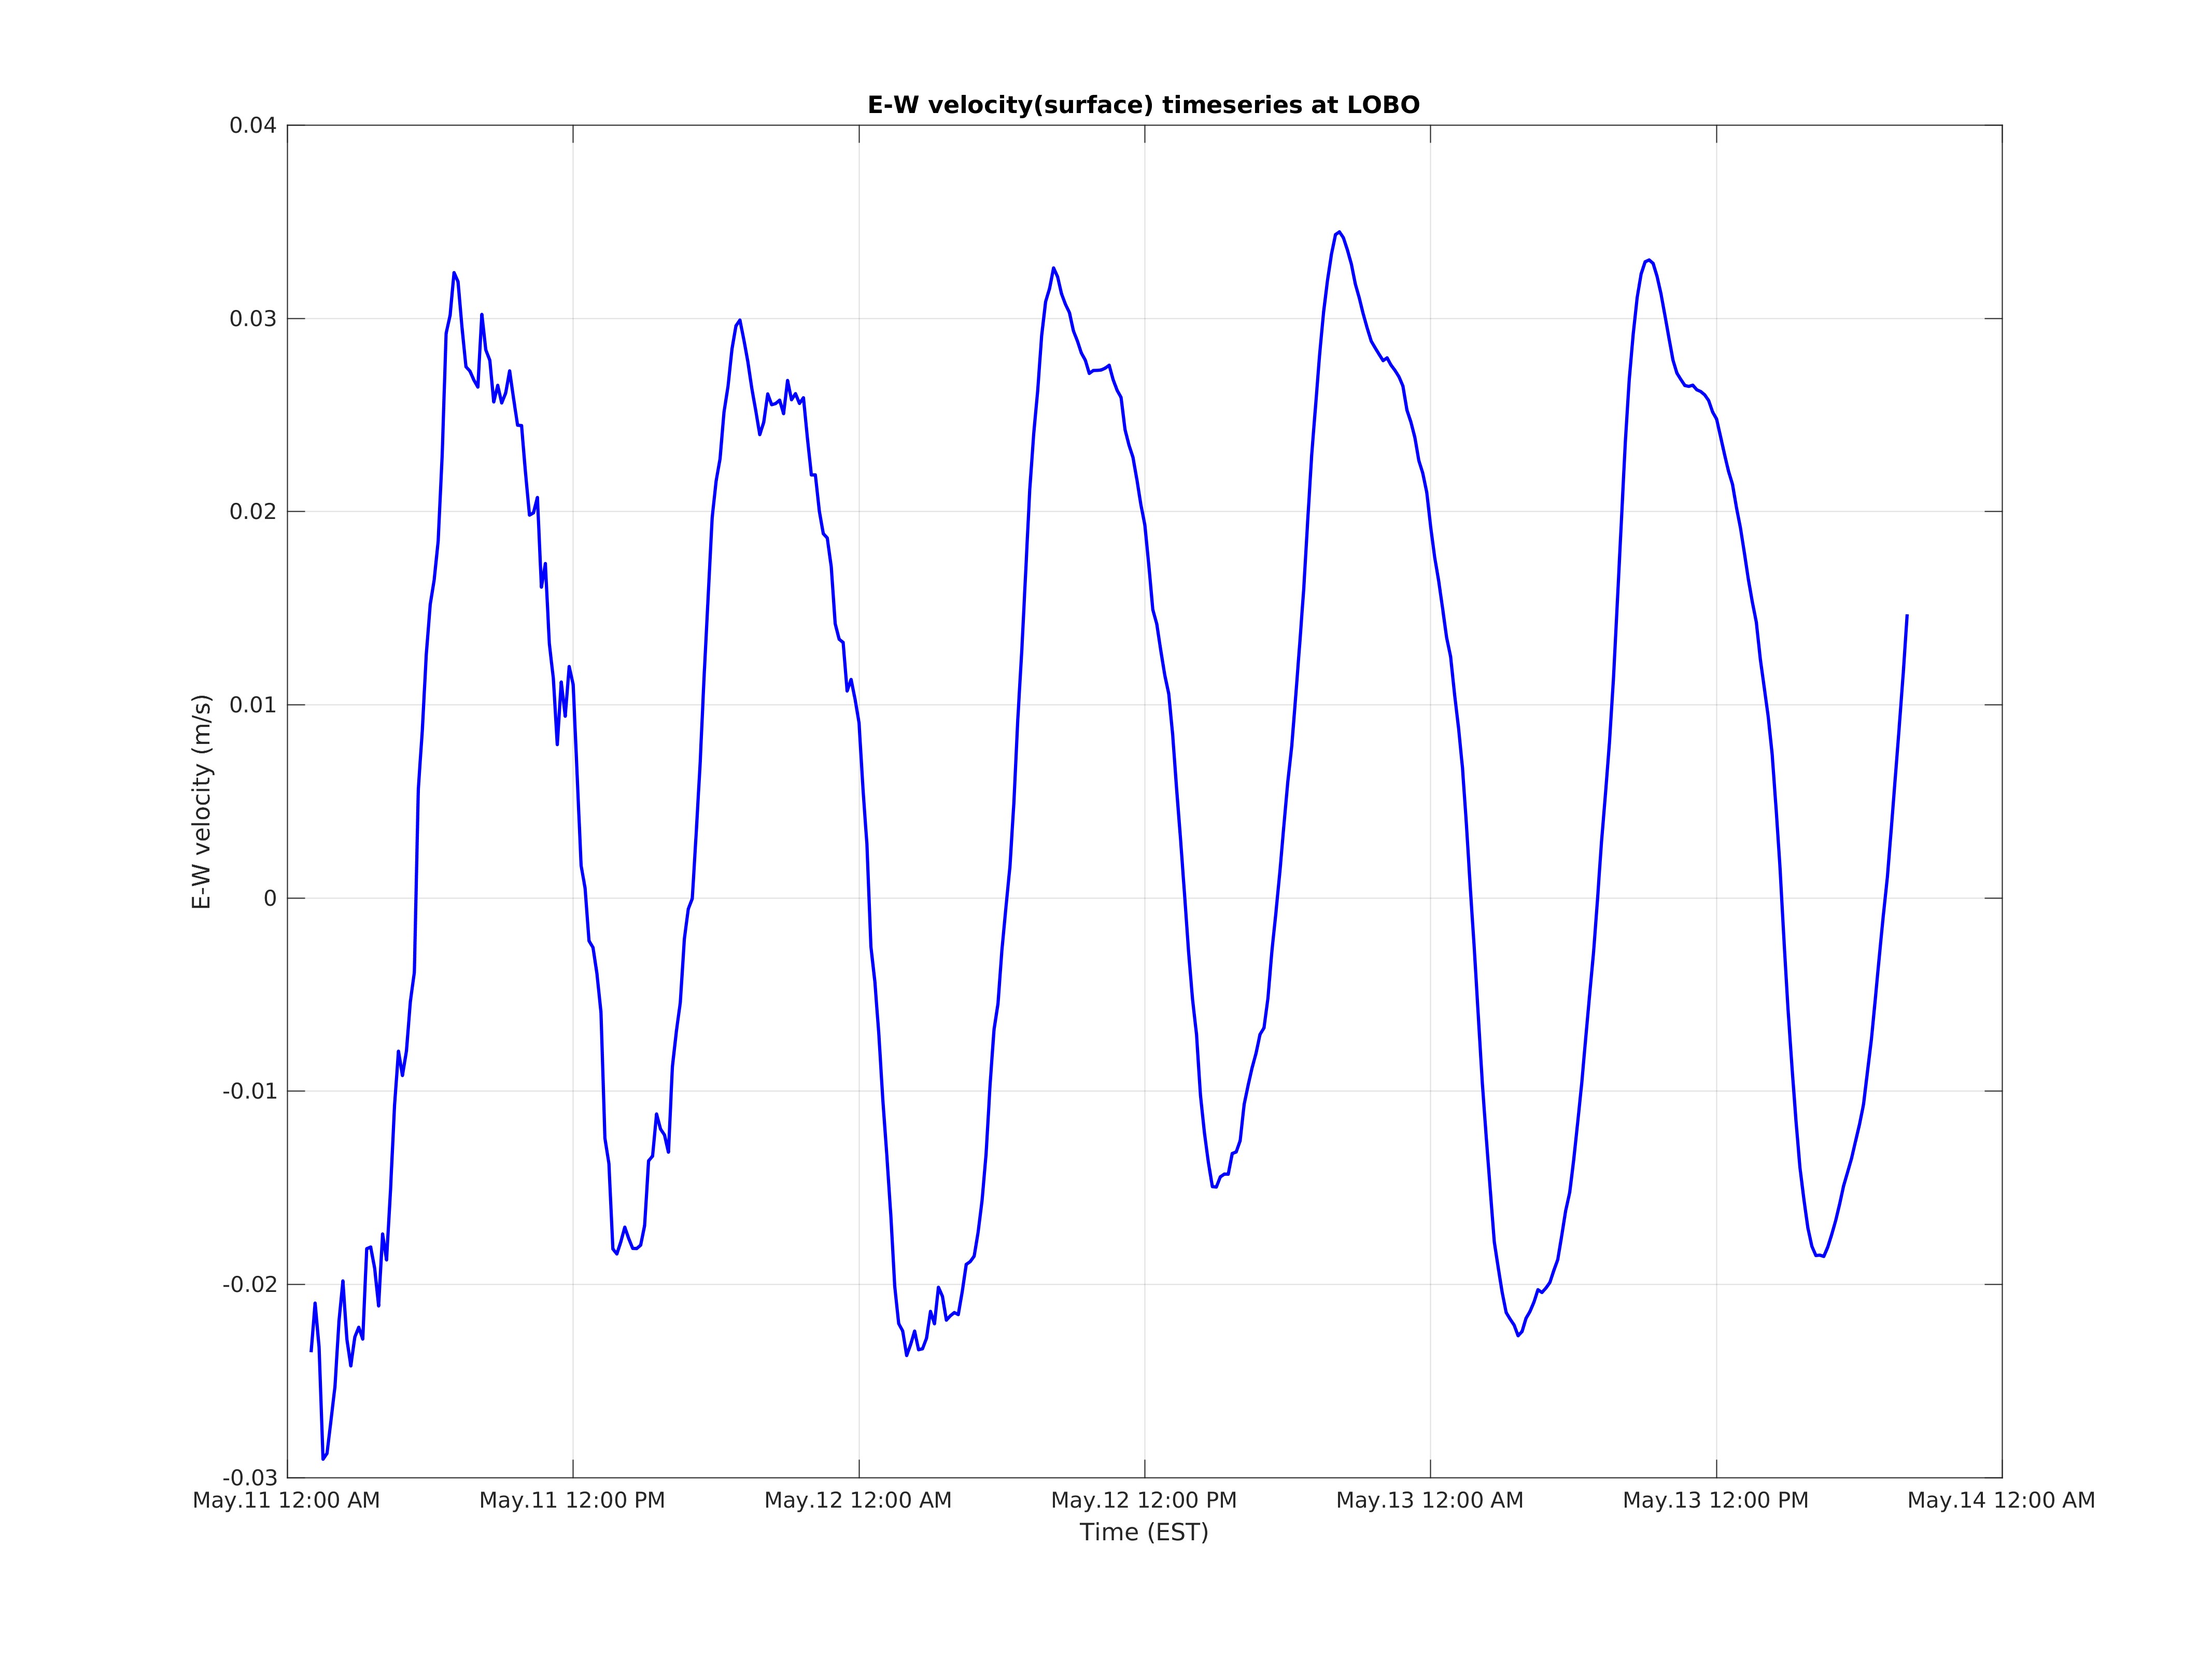 E-W velocity(surface) timeseries at LOBO
0.04
0.03
0.02
0.01
0
-0.01
-0.02
-0.03
E-W velocity (m/s)
May.11 12:00 AM May.11 12:00 PM May.12 12:00 AM May.12 12:00 PM May.13 12:00 AM May.13 12:00 PM May.14 12:00 AM
Time (EST)